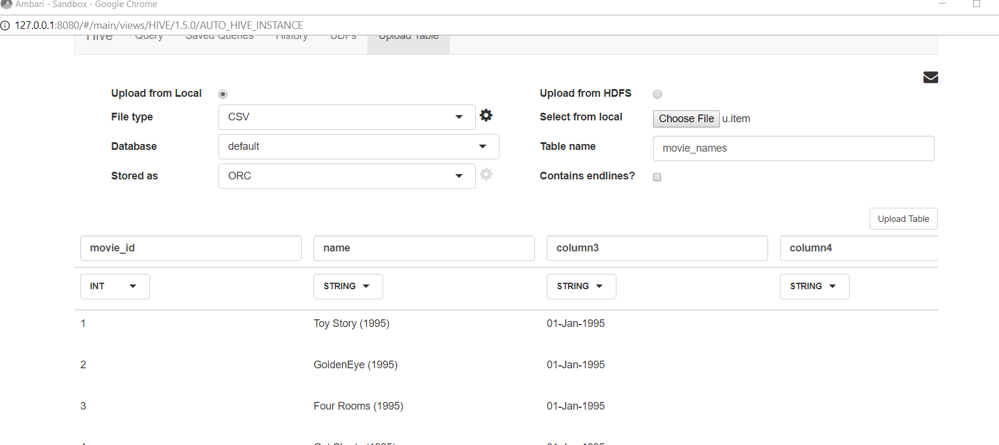 Ambari - Sandbox - Google Chrome
127.0.0.1:8080/#/main/views/HIVE/1.5.0/AUTO_HIVE_INSTANCE
Hive Query Saved Queries History UDFs Upload Table
Upload from Local Upload from HDFS
File type CSV Select from local Choose File u.item
Database default Table name movie_names
Stored as ORC Contains endlines?
Upload Table
movie_id name column3 column4
INT STRING STRING STRING
1 Toy Story (1995) 01-Jan-1995
2 GoldenEye (1995) 01-Jan-1995
3 Four Rooms (1995) 01-Jan-1995